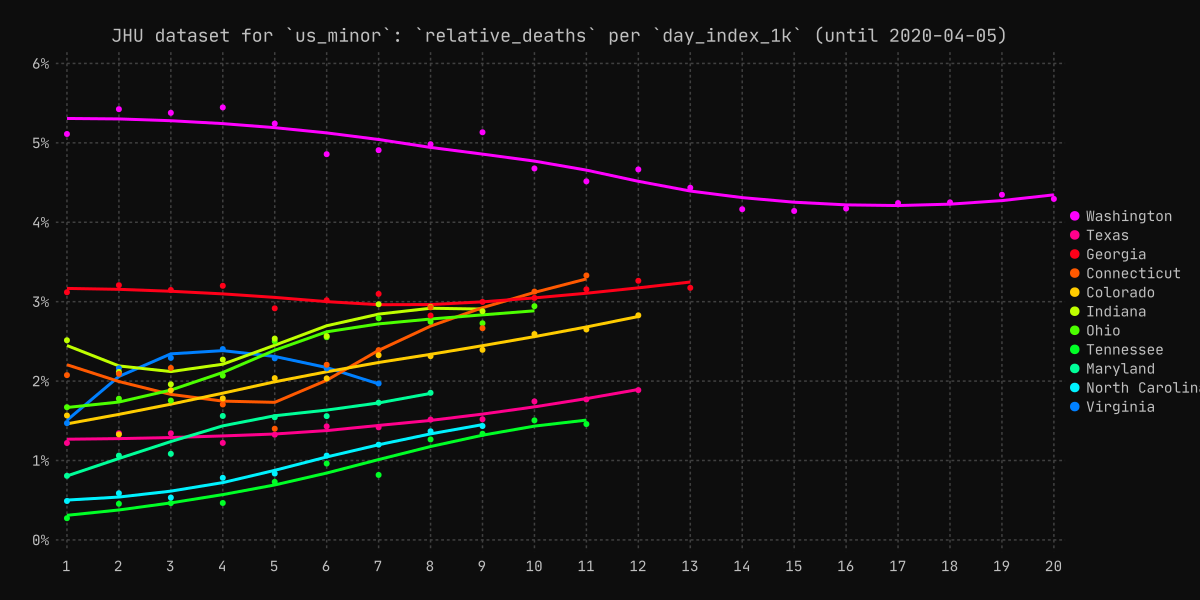 JHU dataset for `us_minor`: `relative_deaths` per `day_index_1k` (until 2020-04-05)
6%
5%
4%
3%
2%
1%
0%
1 2 3 4 5 6 7 8 9 10 11 12 13 14 15 16 17 18 19 20
Washington
Texas
Georgia
Connecticut
Colorado
Indiana
Ohio
Tennessee
Maryland
North Carolina
Virginia